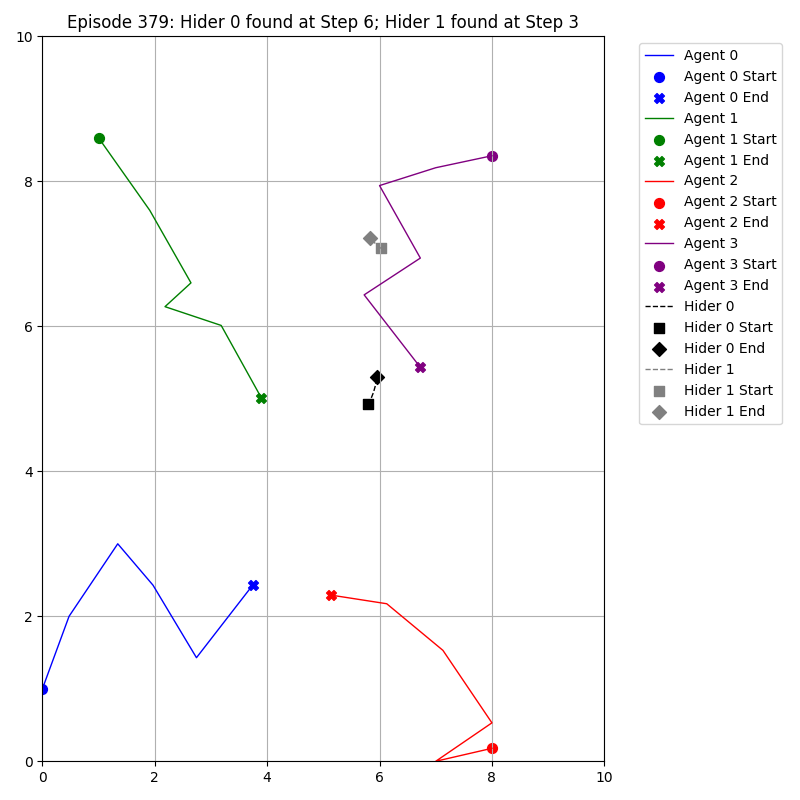 Episode 379: Hider 0 found at Step 6; Hider 1 found at Step 3
10
8
6
4
2
0
0 2 4 6 8 10
Agent 0
Agent 0 Start
Agent 0 End
Agent 1
Agent 1 Start
Agent 1 End
Agent 2
Agent 2 Start
Agent 2 End
Agent 3
Agent 3 Start
Agent 3 End
Hider 0
Hider 0 Start
Hider 0 End
Hider 1
Hider 1 Start
Hider 1 End